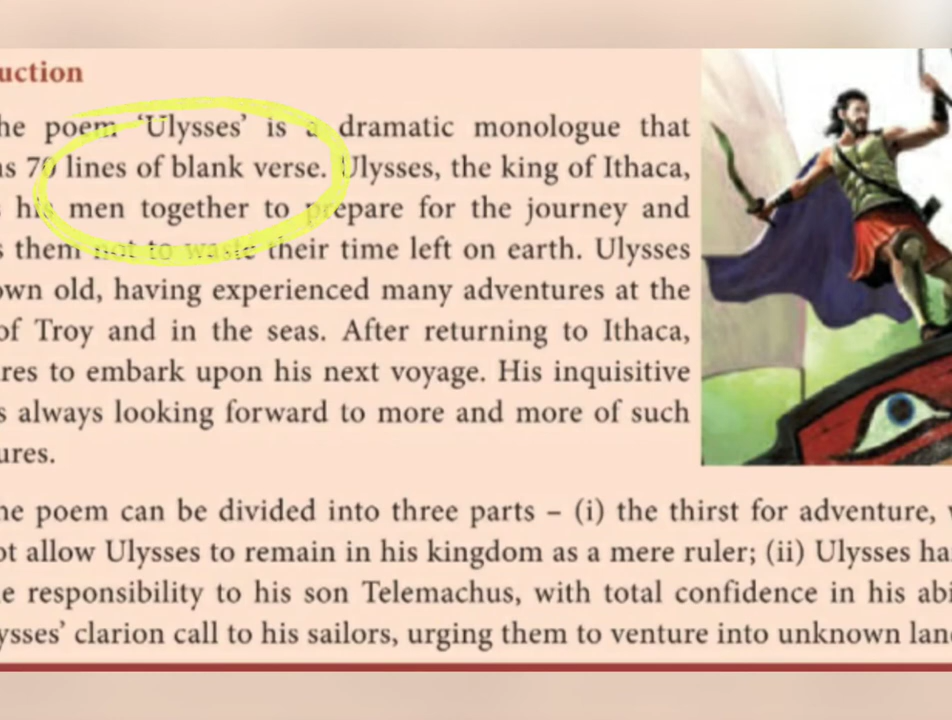 uction
he poem ‘Ulysses’ is a dramatic monologue that
as 70 lines of blank verse. Ulysses, the king of Ithaca,
s his men together to prepare for the journey and
s them not to waste their time left on earth. Ulysses
own old, having experienced many adventures at the
of Troy and in the seas. After returning to Ithaca,
res to embark upon his next voyage. His inquisitive
s always looking forward to more and more of such
ures.
he poem can be divided into three parts – (i) the thirst for adventure, w
ot allow Ulysses to remain in his kingdom as a mere ruler; (ii) Ulysses ha
e responsibility to his son Telemachus, with total confidence in his abi
ysses’ clarion call to his sailors, urging them to venture into unknown land